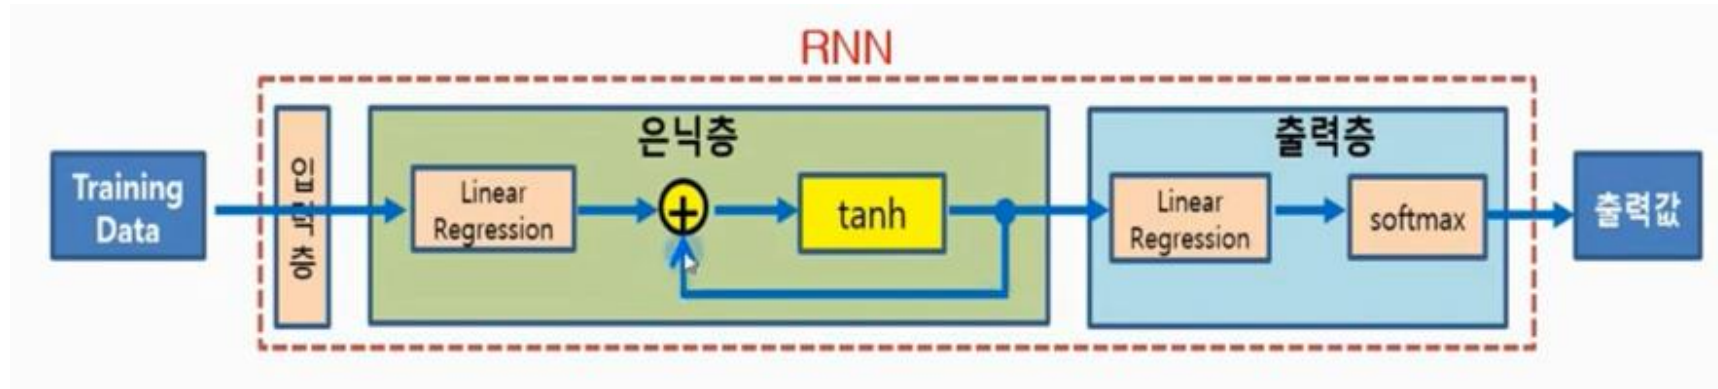 RNN
Training
Data
입력층
은닉층
Linear
Regression
+
tanh
출력층
Linear
Regression
softmax
출력값